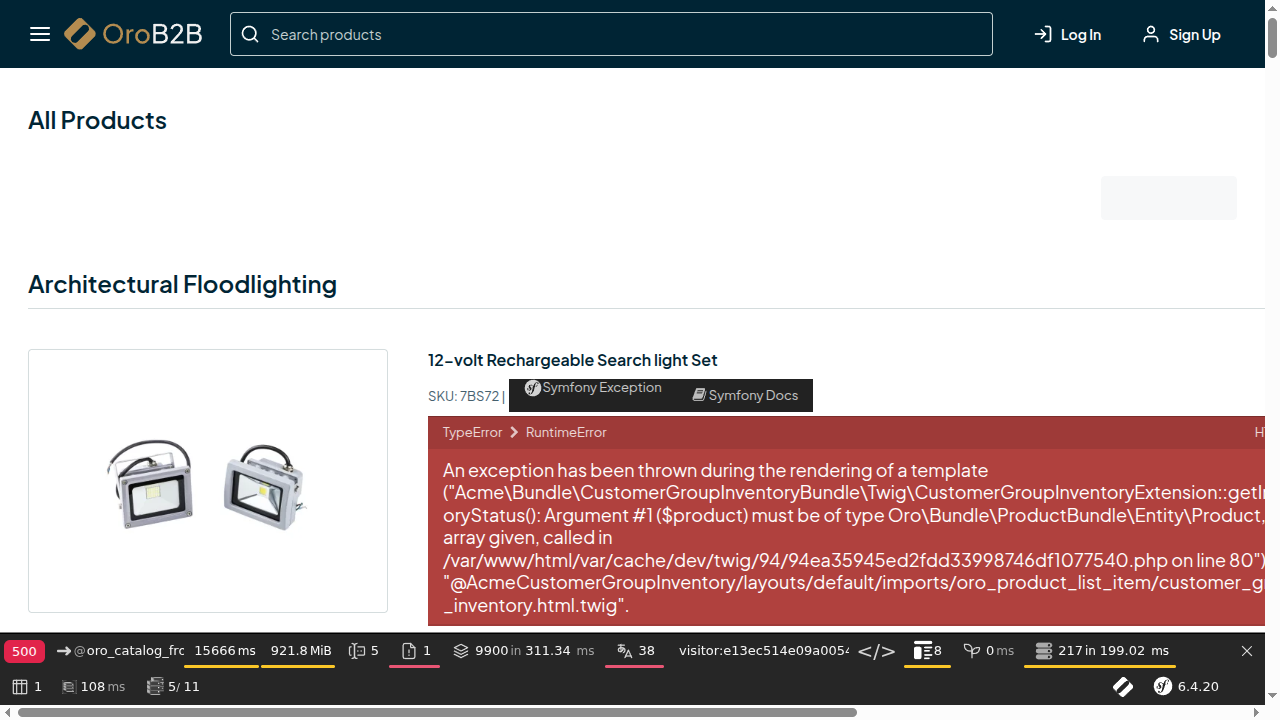 OroB2B
Search products
Log In
Sign Up
All Products
Architectural Floodlighting
12-volt Rechargeable Search light Set
SKU: 7BS72 |
Symfony Exception
Symfony Docs
TypeError
RuntimeError
An exception has been thrown during the rendering of a template
("Acme\Bundle\CustomerGroupInventoryBundle\Twig\CustomerGroupInventoryExtension::getI
oryStatus(): Argument #1 ($product) must be of type Oro\Bundle\ProductBundle\Entity\Product,
array given, called in
/var/www/html/var/cache/dev/twig/94/94ea35945ed2fdd33998746df1077540.php on line 80")
"@AcmeCustomerGroupInventory/layouts/default/imports/oro_product_list_item/customer_g
_inventory.html.twig".
500
@oro_catalog_frc
15666 ms
921.8 MiB
5
1
9900 in 311.34 ms
38
visitor:e13ec514e09a0054
8
0 ms
217 in 199.02 ms
1
108 ms
5 / 11
6.4.20